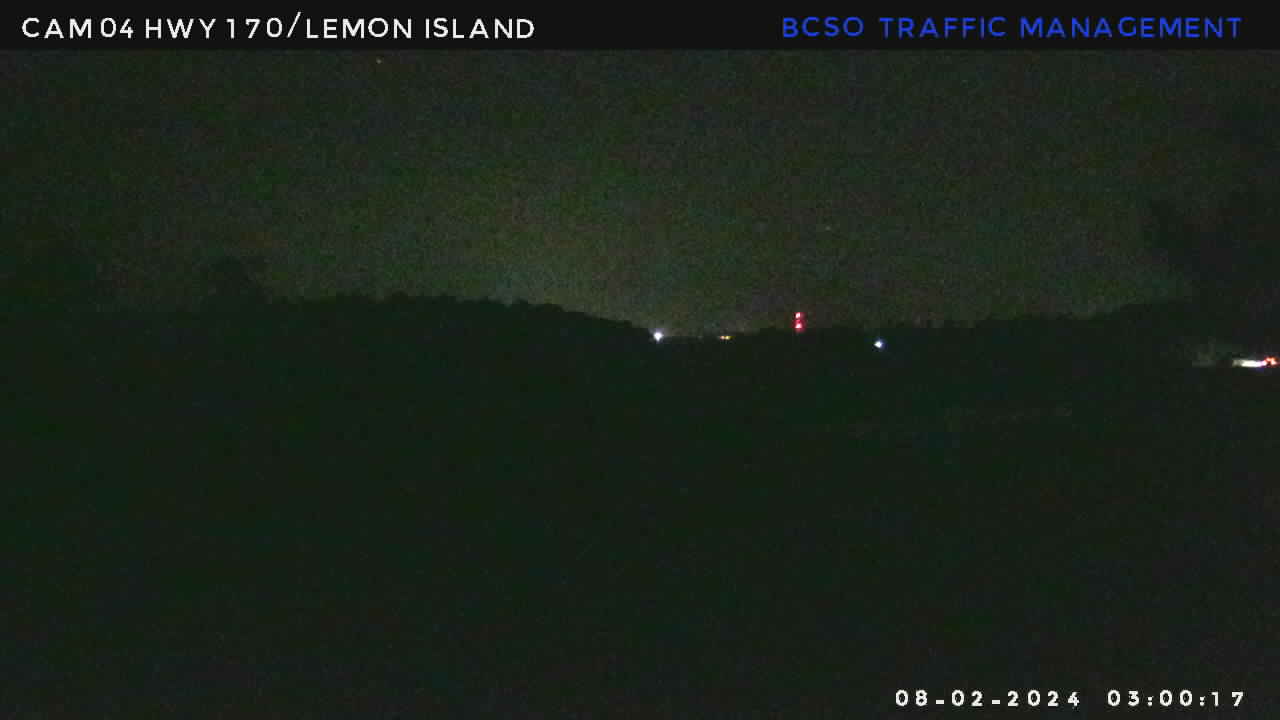 CAM04 HWY 170/LEMON ISLAND
BCSO TRAFFIC MANAGEMENT
08-02-2024 03:00:17